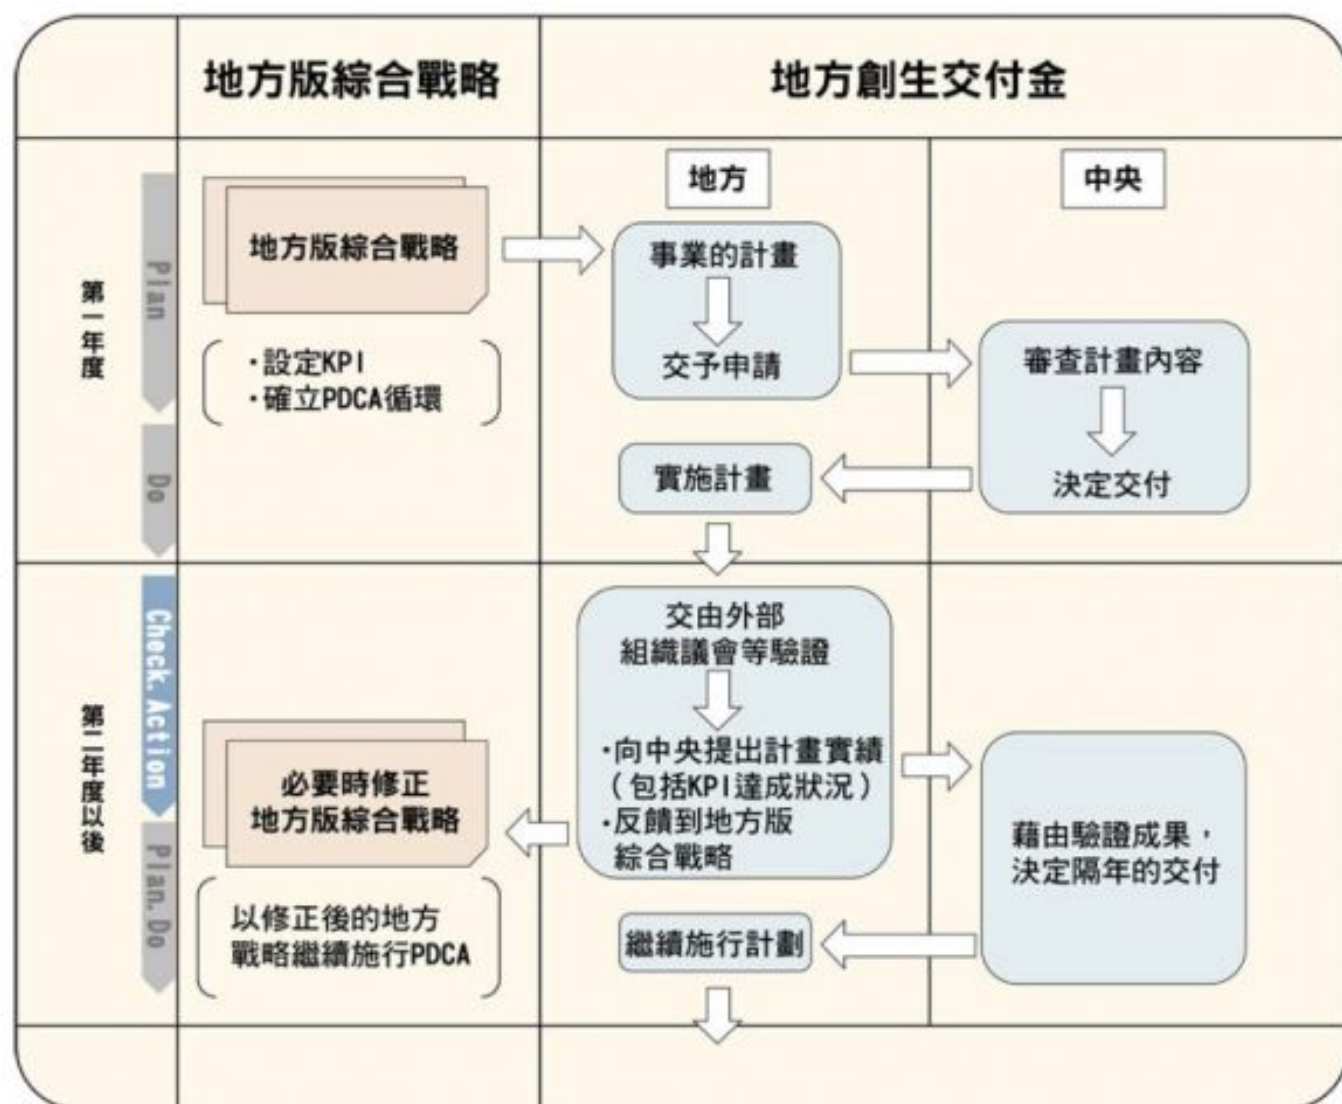 地方版綜合戰略
地方創生交付金
地方
中央
第一年度
Plan
Do
地方版綜合戰略
・設定KPI
・確立PDCA循環
事業的計畫
交予申請
審查計畫內容
決定交付
實施計畫
第二年度以後
Check. Action
Plan. Do
交由外部
組織議會等驗證
・向中央提出計畫實績
（包括KPI達成狀況）
・反饋到地方版
綜合戰略
必要時修正
地方版綜合戰略
以修正後的地方
戰略繼續施行PDCA
藉由驗證成果，
決定隔年的交付
繼續施行計劃